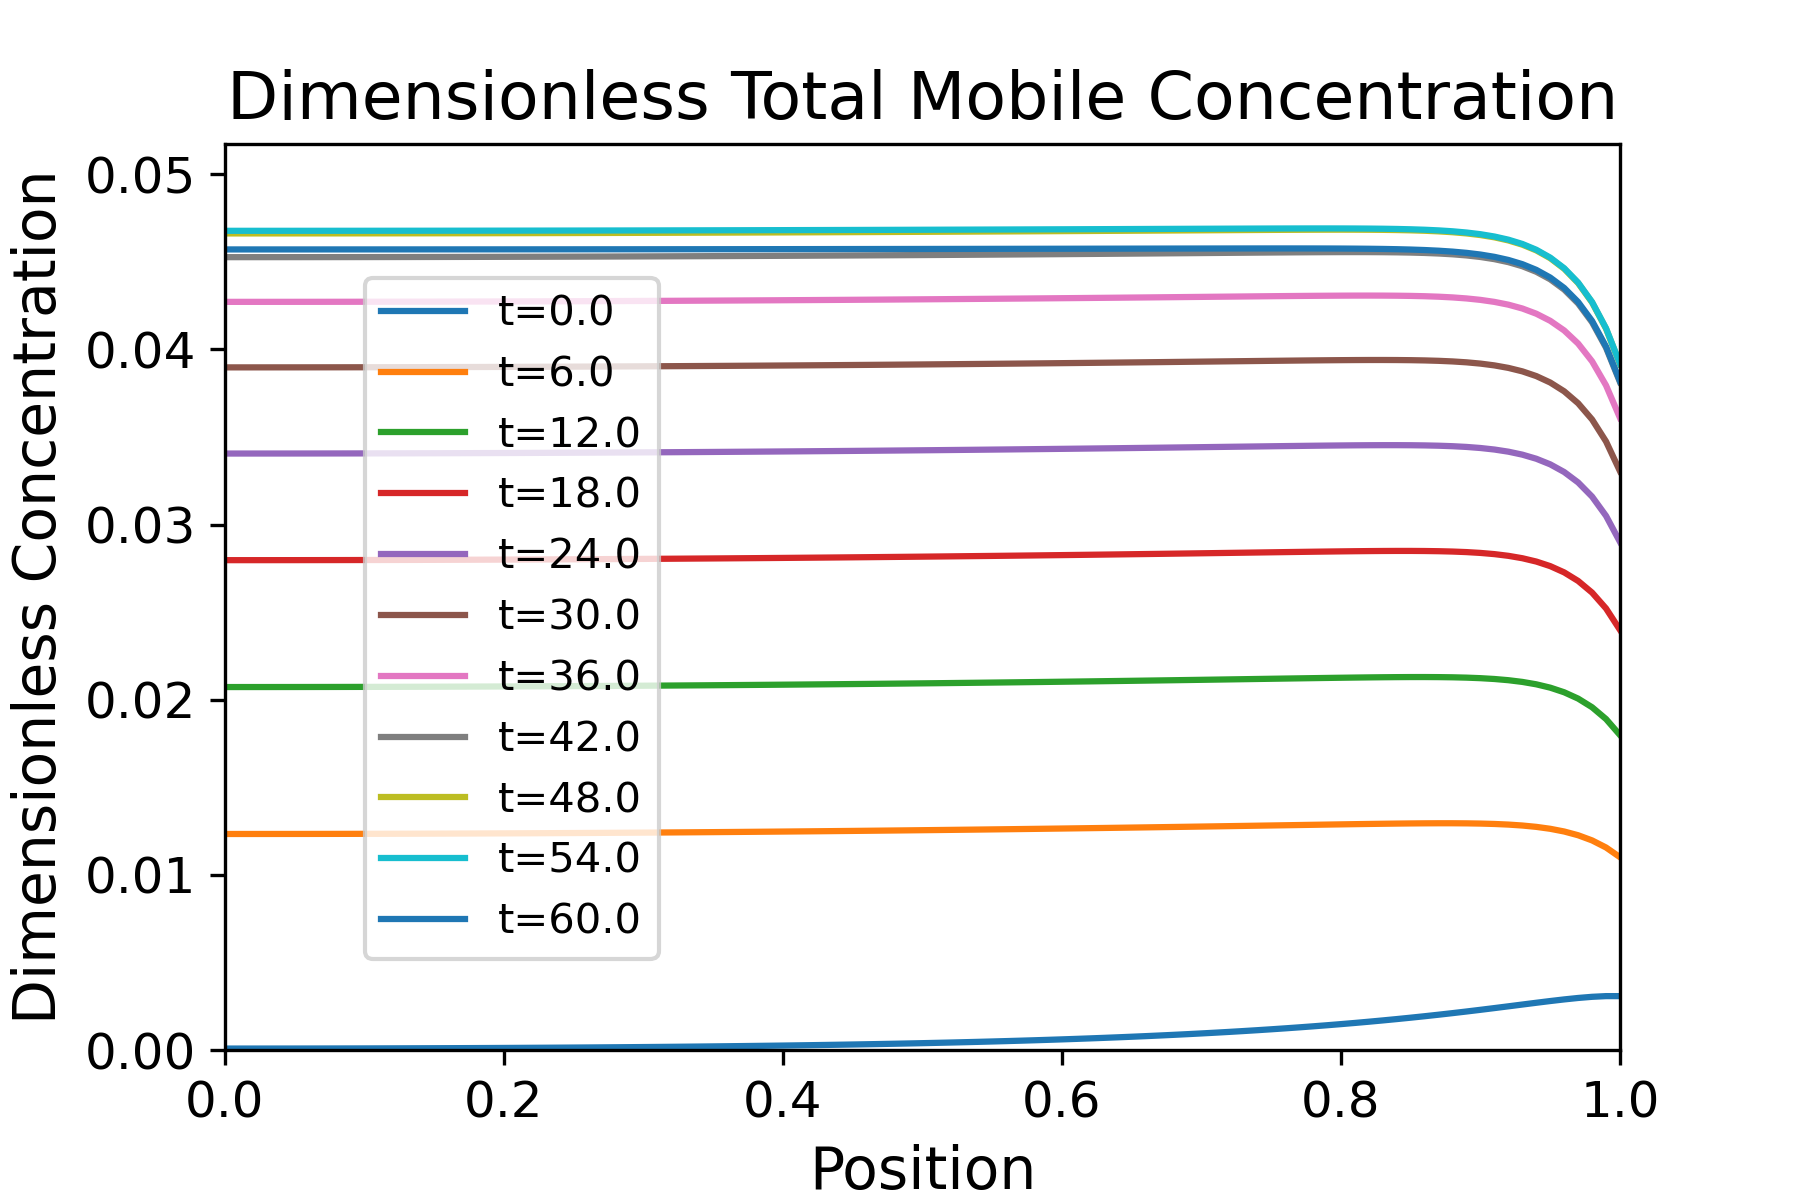 Dimensionless Total Mobile Concentration
Dimensionless Concentration
0.05
0.04
0.03
0.02
0.01
0.00
t=0.0
t=6.0
t=12.0
t=18.0
t=24.0
t=30.0
t=36.0
t=42.0
t=48.0
t=54.0
t=60.0
0.0 0.2 0.4 0.6 0.8 1.0
Position